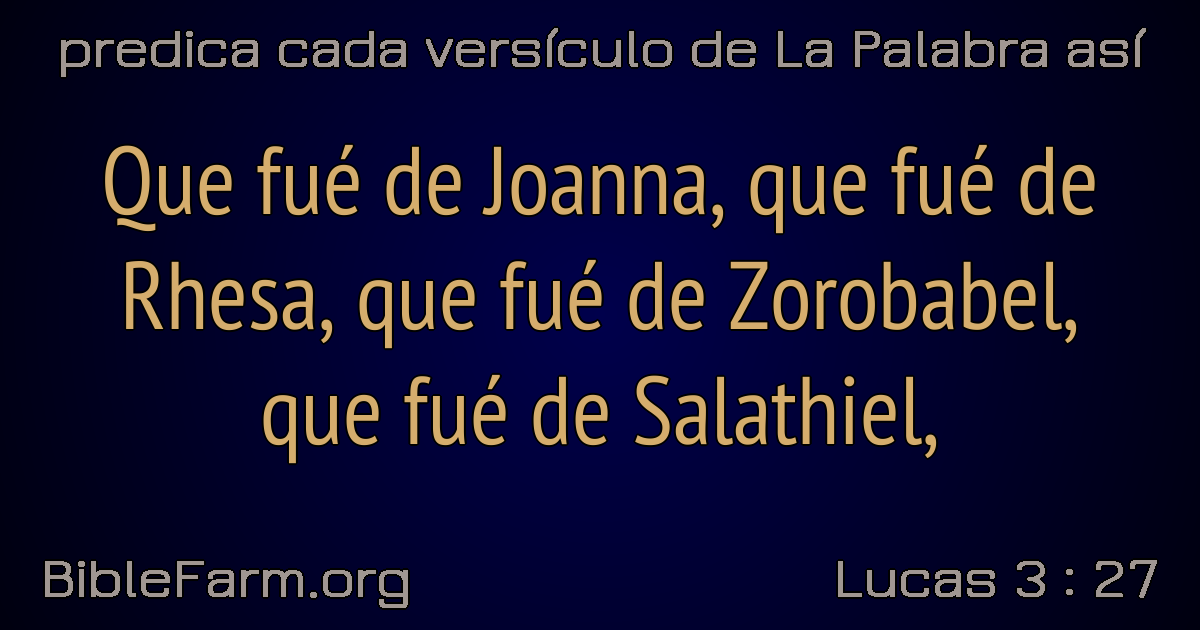 predica cada versículo de La Palabra así
Que fué de Joanna, que fué de
Rhesa, que fué de Zorobabel,
que fué de Salathiel,
BibleFarm.org
Lucas 3 : 27